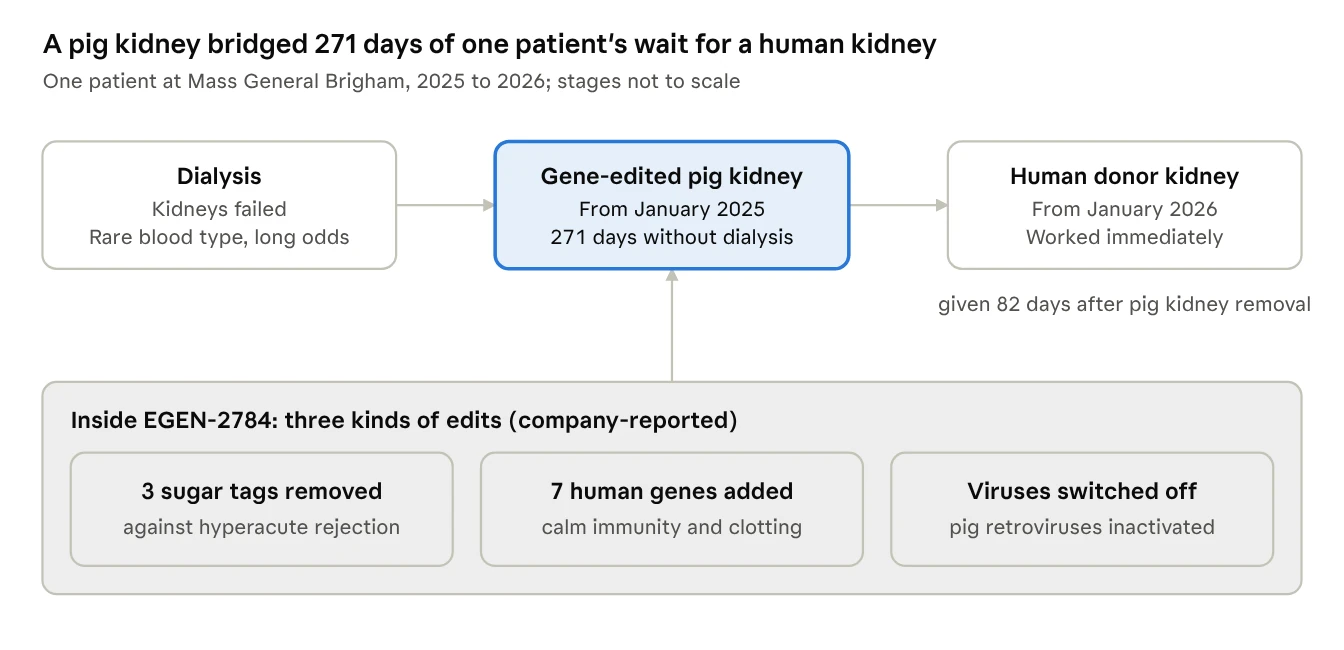 A pig kidney bridged 271 days of one patient's wait for a human kidney
One patient at Mass General Brigham, 2025 to 2026; stages not to scale
Dialysis
Kidneys failed
Rare blood type, long odds
Gene-edited pig kidney
From January 2025
271 days without dialysis
Human donor kidney
From January 2026
Worked immediately
given 82 days after pig kidney removal
Inside EGEN-2784: three kinds of edits (company-reported)
3 sugar tags removed
against hyperacute rejection
7 human genes added
calm immunity and clotting
Viruses switched off
pig retroviruses inactivated